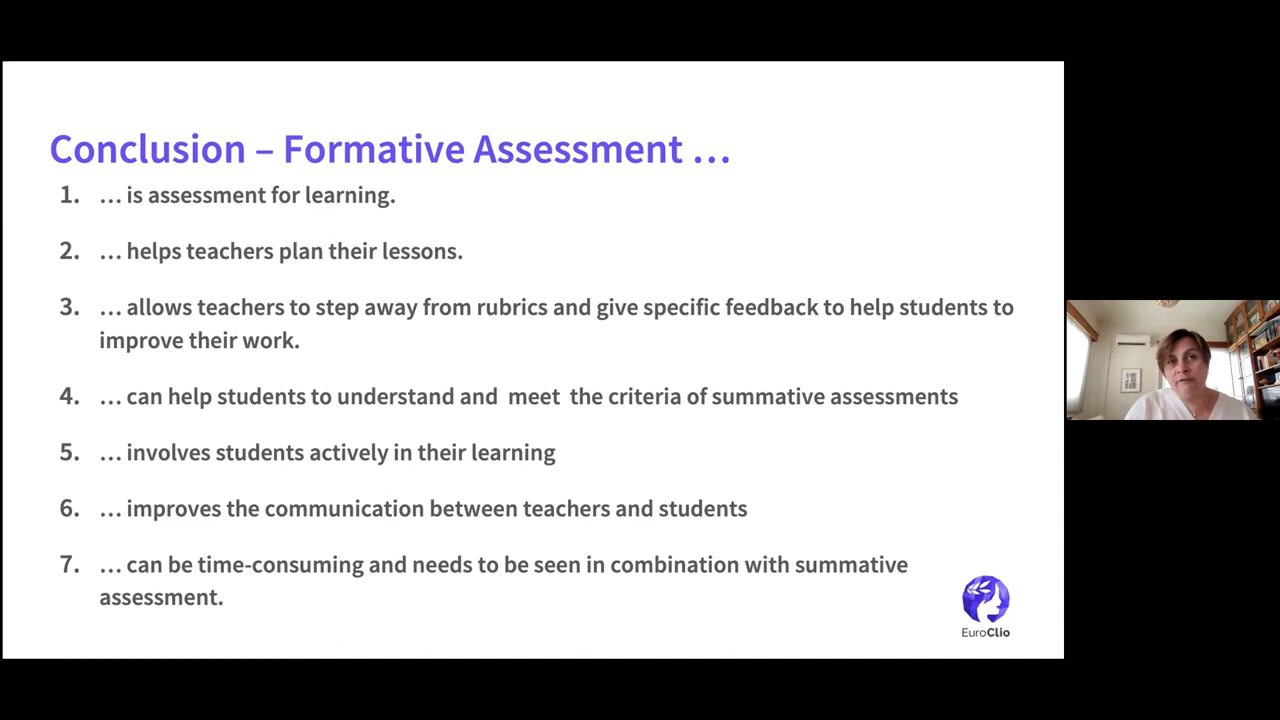 Conclusion – Formative Assessment …
1. … is assessment for learning.
2. … helps teachers plan their lessons.
3. … allows teachers to step away from rubrics and give specific feedback to help students to
improve their work.
4. … can help students to understand and  meet  the criteria of summative assessments
5. … involves students actively in their learning
6. … improves the communication between teachers and students
7. … can be time-consuming and needs to be seen in combination with summative
assessment.
EuroClio